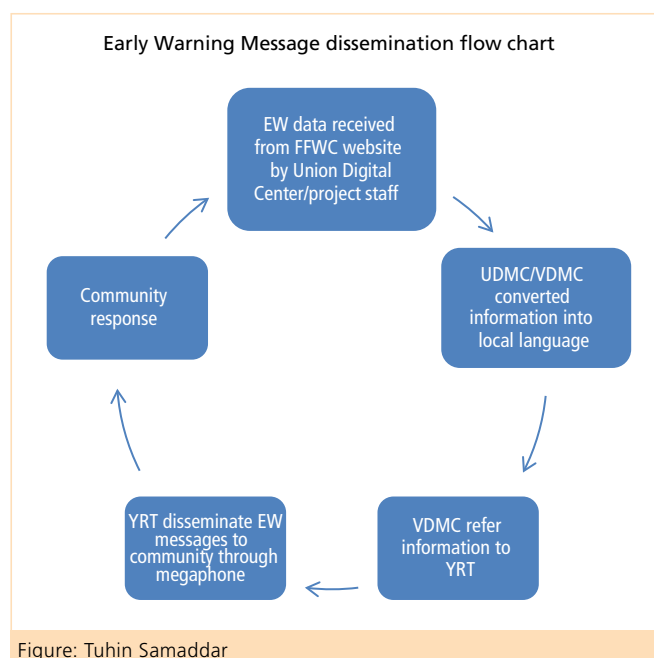 Early Warning Message dissemination flow chart
EW data received
from FFWC website
by Union Digital
Center/project staff
UDMC/VDMC
converted
information into
local language
VDMC refer
information to
YRT
YRT disseminate EW
messages to
community through
megaphone
Community
response
Figure: Tuhin Samaddar